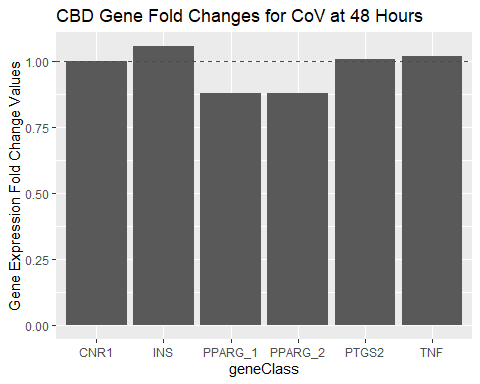 CBD Gene Fold Changes for CoV at 48 Hours
Gene Expression Fold Change Values
1.00
0.75
0.50
0.25
0.00
CNR1 INS PPARG_1 PPARG_2 PTGS2 TNF
geneClass